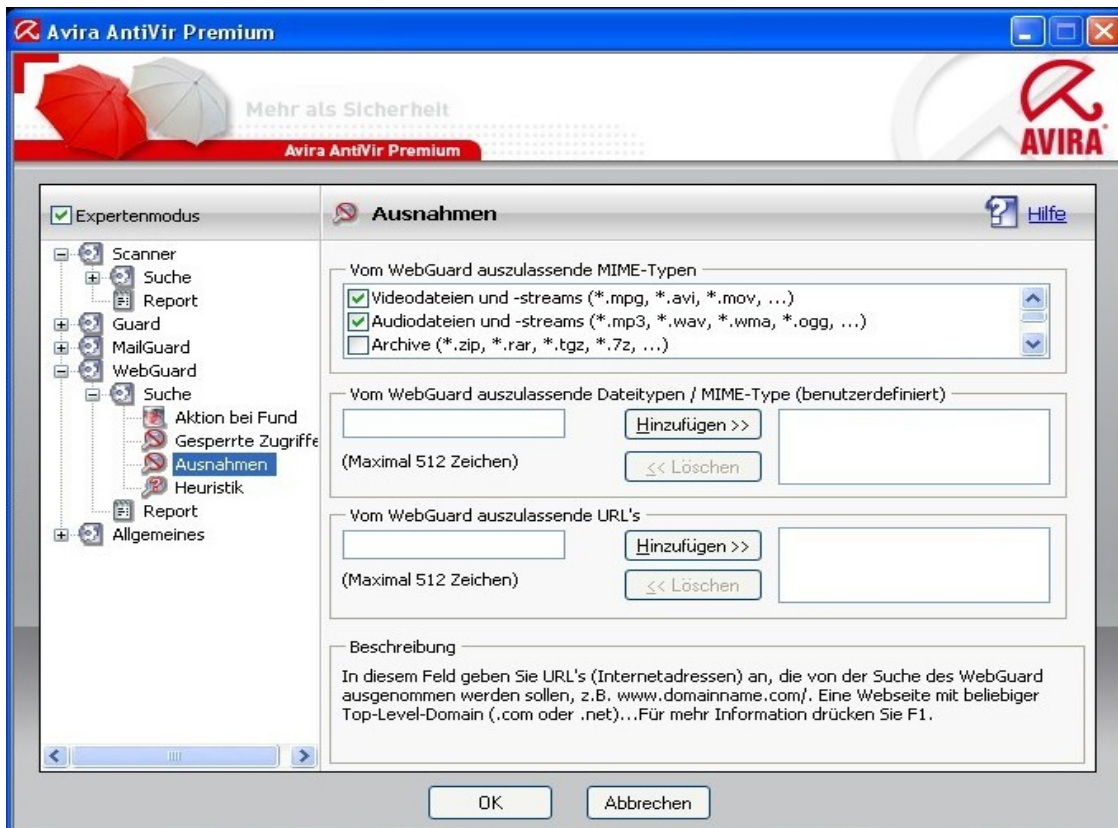 Avira AntiVir Premium
Mehr als Sicherheit
Avira AntiVir Premium
AVIRA
Expertenmodus
Scanner
Suche
Report
Guard
MailGuard
WebGuard
Suche
Aktion bei Fund
Gesperrte Zugriffe
Ausnahmen
Heuristik
Report
Allgemeines
Ausnahmen
Hilfe
Vom WebGuard auszulassende MIME-Typen
Videodateien und -streams (*.mpg, *.avi, *.mov, ...)
Audiodateien und -streams (*.mp3, *.wav, *.wma, *.ogg, ...)
Archive (*.zip, *.rar, *.tgz, *.7z, ...)
Vom WebGuard auszulassende Dateitypen / MIME-Type (benutzerdefiniert)
Hinzufügen >>
(Maximal 512 Zeichen)
<< Löschen
Vom WebGuard auszulassende URL's
Hinzufügen >>
(Maximal 512 Zeichen)
<< Löschen
Beschreibung
In diesem Feld geben Sie URL's (Internetadressen) an, die von der Suche des WebGuard
ausgenommen werden sollen, z.B. www.domainname.com/. Eine Webseite mit beliebiger
Top-Level-Domain (.com oder .net)...Für mehr Information drücken Sie F1.
OK
Abbrechen